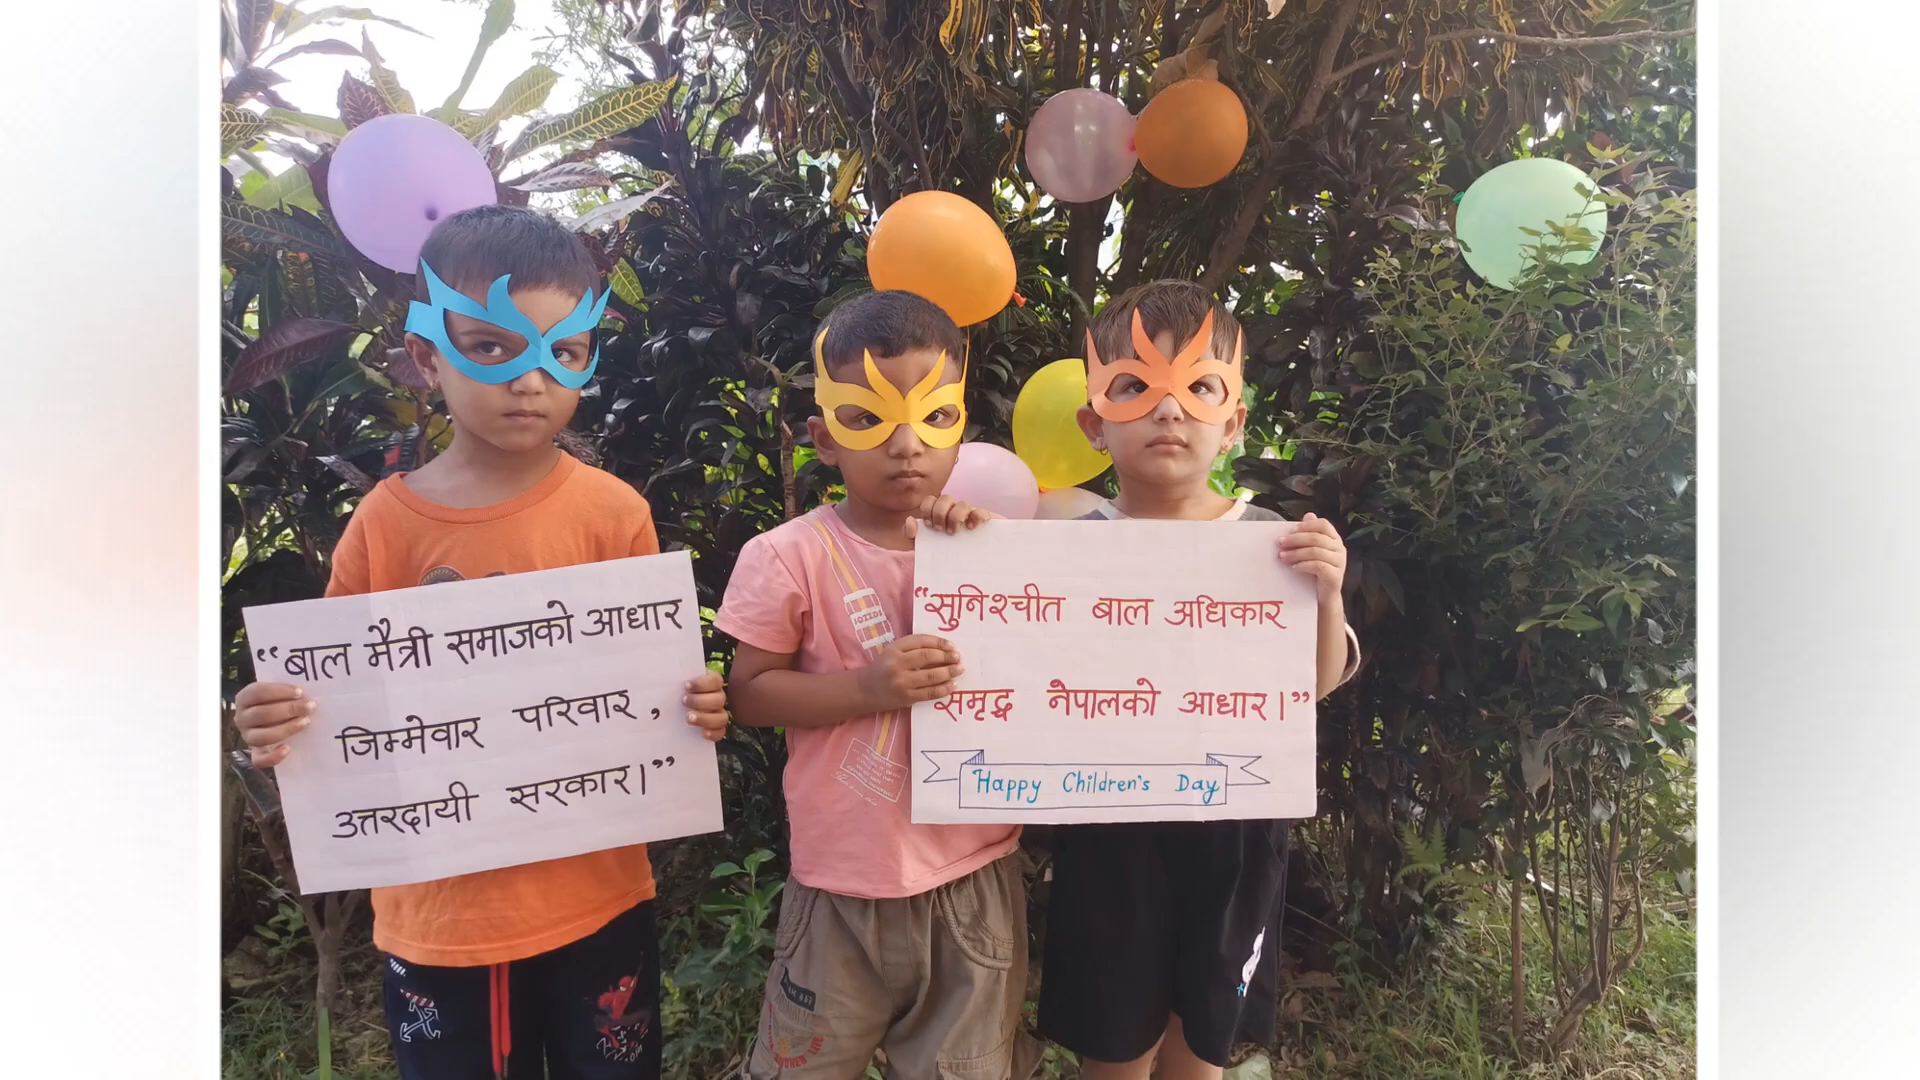 “बाल मैत्री समाजको आधार
जिम्मेवार परिवार,
उत्तरदायी सरकार।”
“सुनिश्चीत बाल अधिकार
समृद्ध नेपालको आधार।”
Happy Children's Day